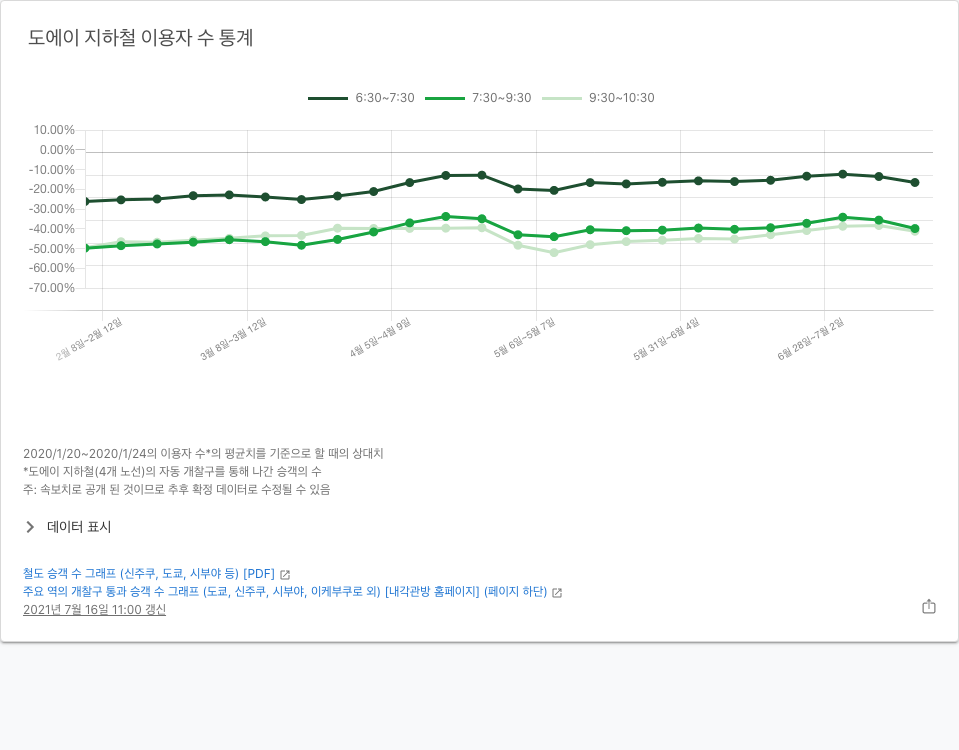 도에이 지하철 이용자 수 통계
6:30~7:30 7:30~9:30 9:30~10:30
10.00%
0.00%
-10.00%
-20.00%
-30.00%
-40.00%
-50.00%
-60.00%
-70.00%
2월 8일~2월 12일
3월 8일~3월 12일
4월 5일~4월 9일
5월 6일~5월 7일
5월 31일~6월 4일
6월 28일~7월 2일
2020/1/20~2020/1/24의 이용자 수*의 평균치를 기준으로 할 때의 상대치
*도에이 지하철(4개 노선)의 자동 개찰구를 통해 나간 승객의 수
주: 속보치로 공개 된 것이므로 추후 확정 데이터로 수정될 수 있음
데이터 표시
철도 승객 수 그래프 (신주쿠, 도쿄, 시부야 등) [PDF]
주요 역의 개찰구 통과 승객 수 그래프 (도쿄, 신주쿠, 시부야, 이케부쿠로 외) [내각관방 홈페이지] (페이지 하단)
2021년 7월 16일 11:00 갱신